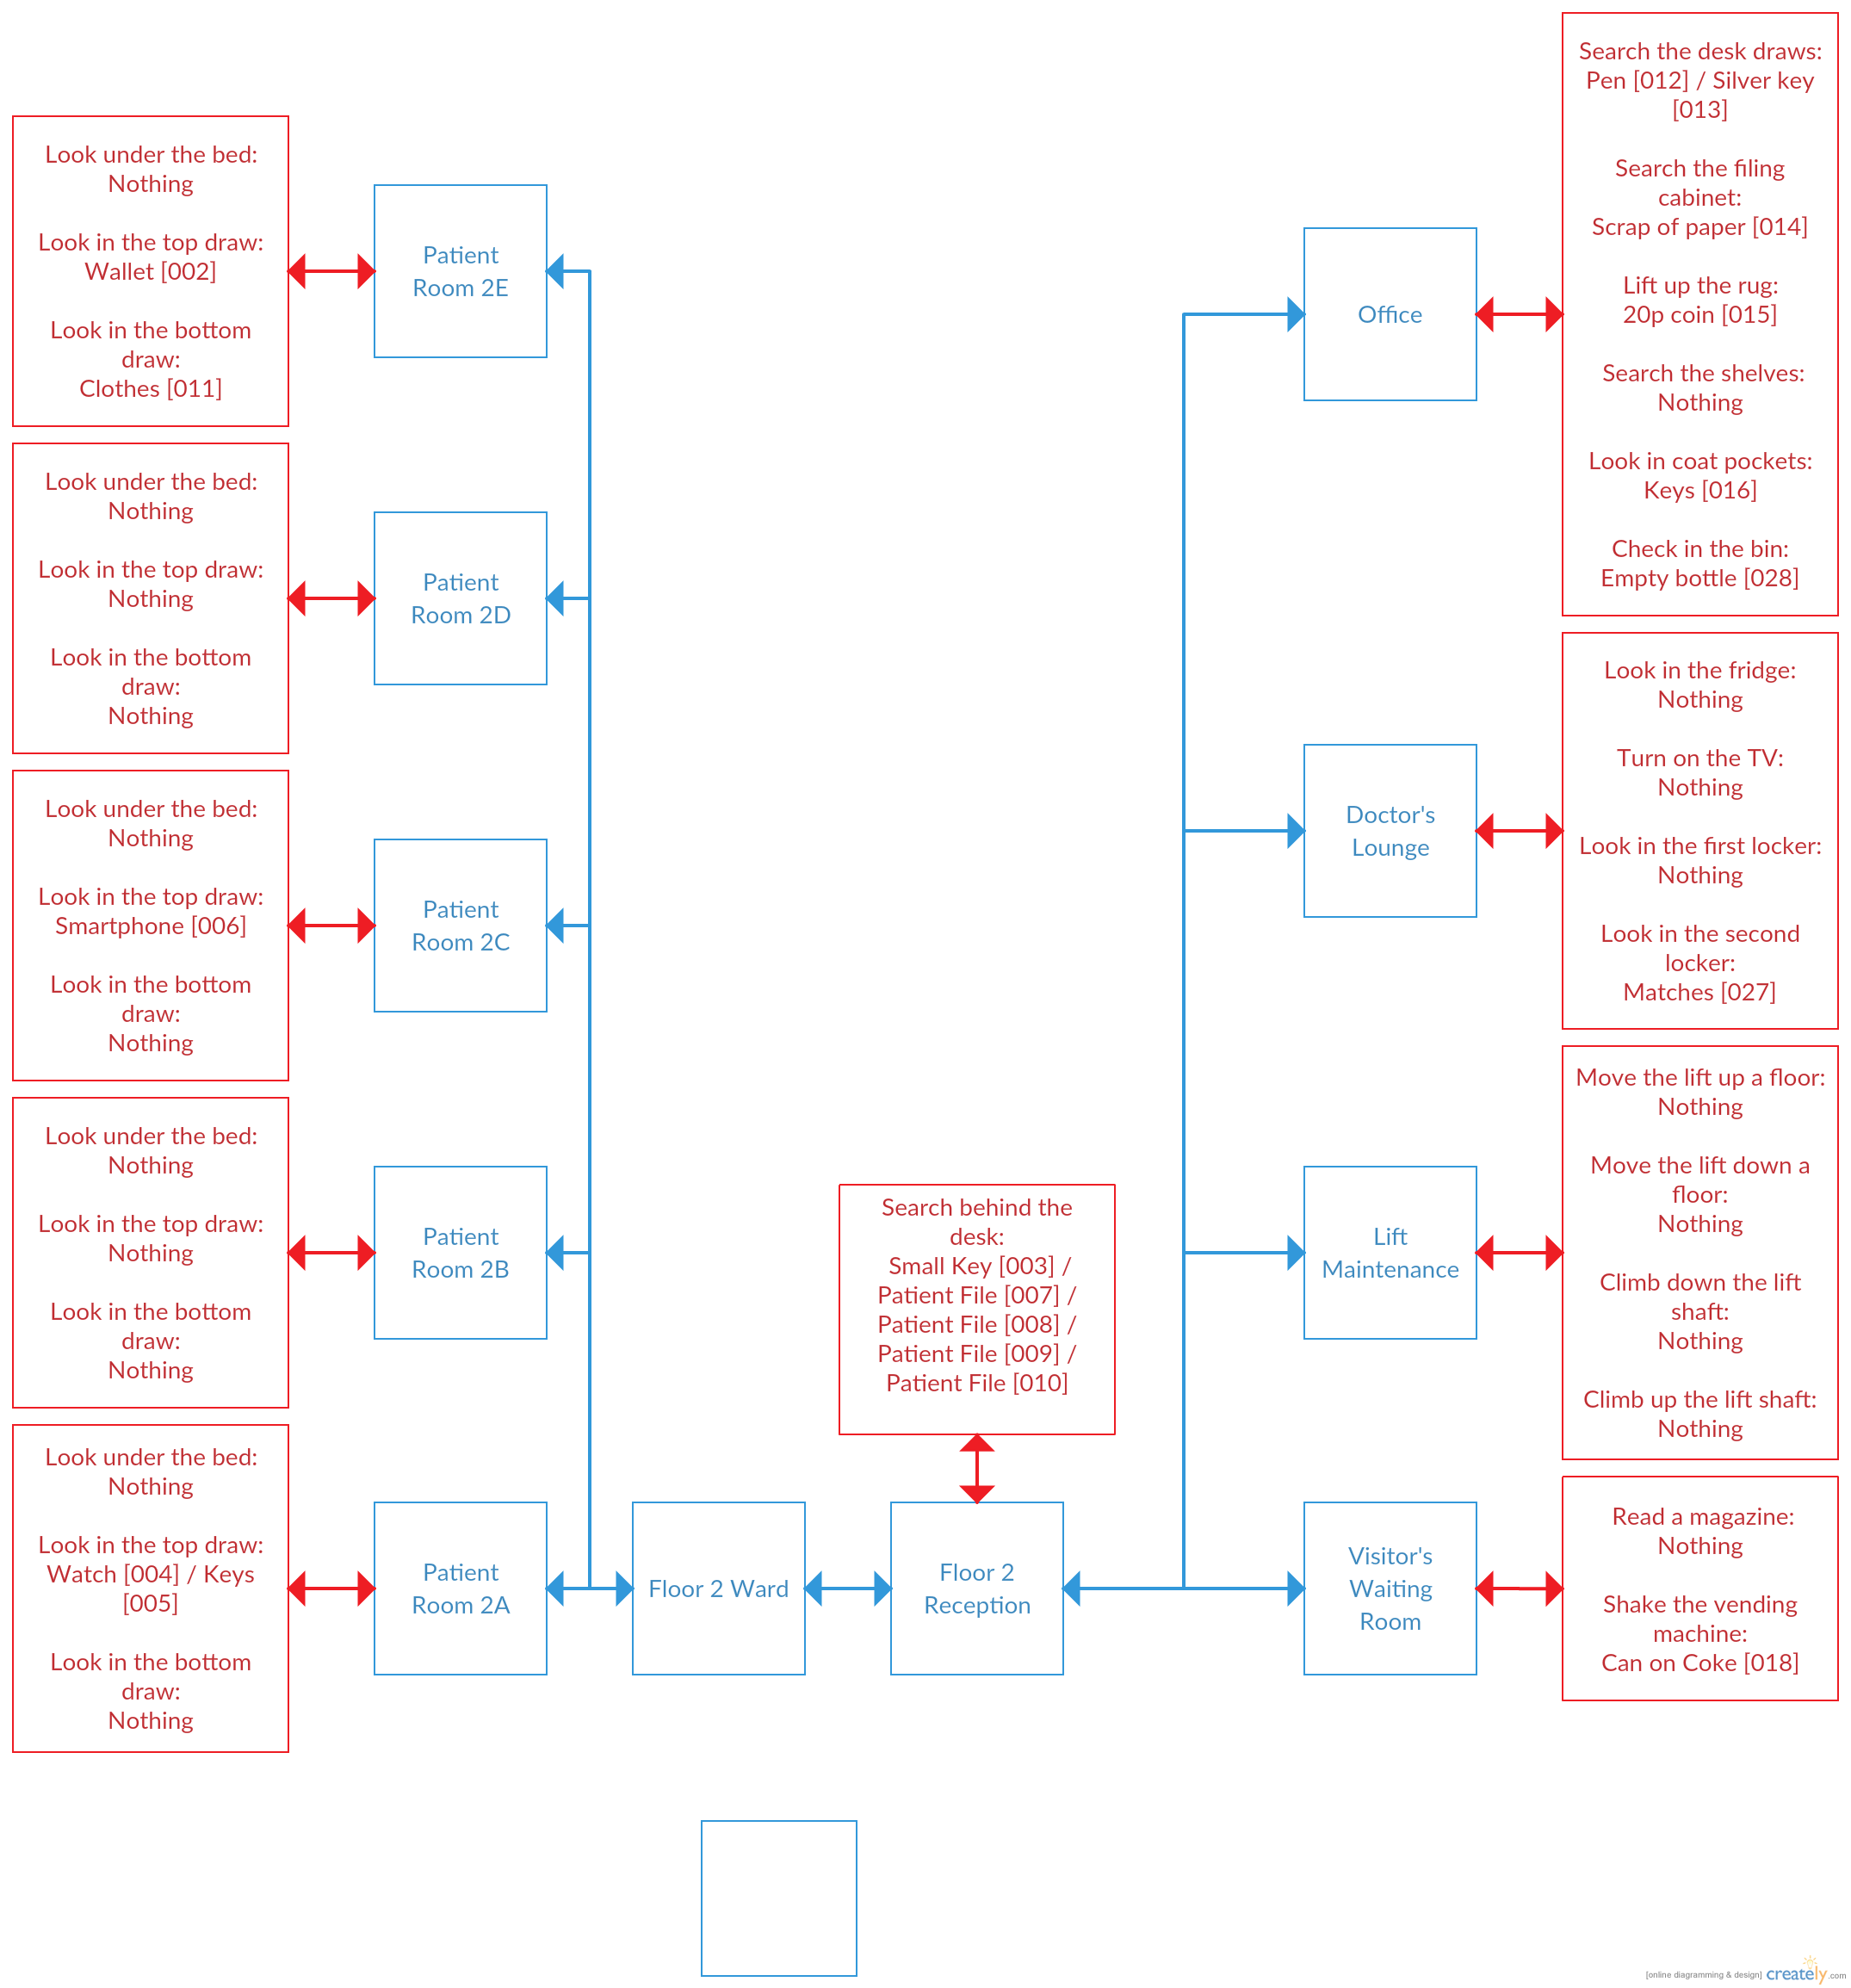 Look under the bed:
Nothing
Look in the top draw:
Wallet [002]
Look in the bottom
draw:
Clothes [011]
Patient
Room 2E
Look under the bed:
Nothing
Look in the top draw:
Nothing
Look in the bottom
draw:
Nothing
Patient
Room 2D
Look under the bed:
Nothing
Look in the top draw:
Smartphone [006]
Look in the bottom
draw:
Nothing
Patient
Room 2C
Look under the bed:
Nothing
Look in the top draw:
Nothing
Look in the bottom
draw:
Nothing
Patient
Room 2B
Look under the bed:
Nothing
Look in the top draw:
Watch [004] / Keys
[005]
Look in the bottom
draw:
Nothing
Patient
Room 2A
Floor 2 Ward
Search behind the
desk:
Small Key [003] /
Patient File [007] /
Patient File [008] /
Patient File [009] /
Patient File [010]
Floor 2
Reception
Office
Search the desk draws:
Pen [012] / Silver key
[013]
Search the filing
cabinet:
Scrap of paper [014]
Lift up the rug:
20p coin [015]
Search the shelves:
Nothing
Look in coat pockets:
Keys [016]
Check in the bin:
Empty bottle [028]
Doctor's
Lounge
Look in the fridge:
Nothing
Turn on the TV:
Nothing
Look in the first locker:
Nothing
Look in the second
locker:
Matches [027]
Lift
Maintenance
Move the lift up a floor:
Nothing
Move the lift down a
floor:
Nothing
Climb down the lift
shaft:
Nothing
Climb up the lift shaft:
Nothing
Visitor's
Waiting
Room
Read a magazine:
Nothing
Shake the vending
machine:
Can on Coke [018]
[online diagramming & design] creately.com